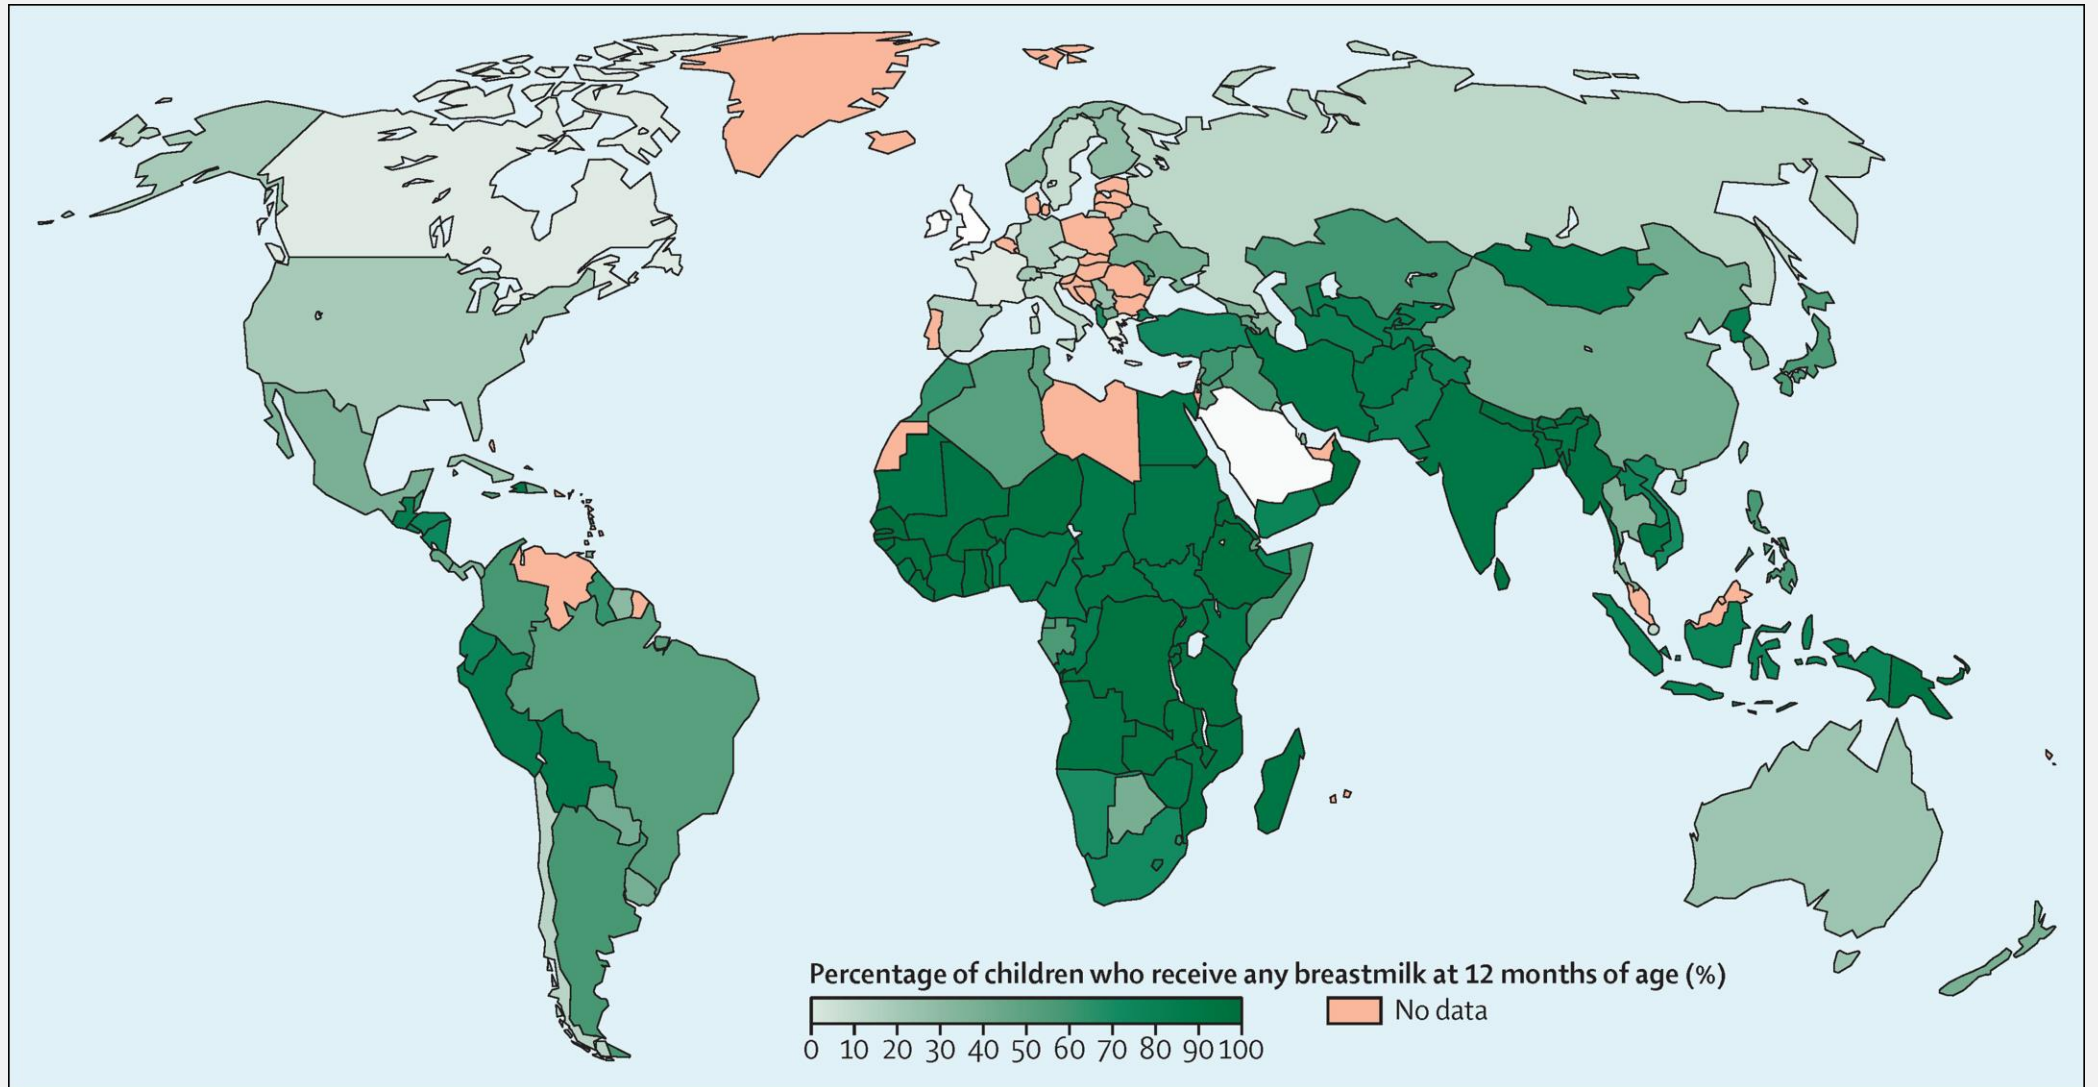 Percentage of children who receive any breastmilk at 12 months of age (%)
No data
0 10 20 30 40 50 60 70 80 90 100